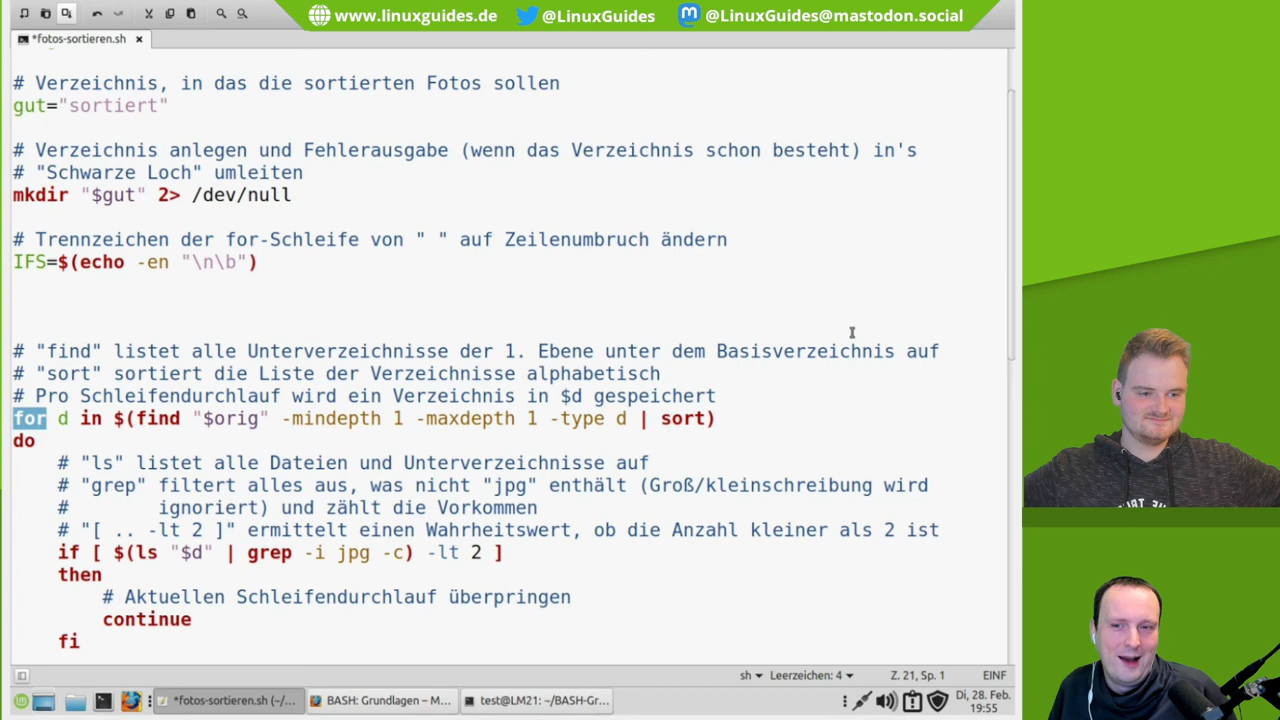 www.linuxguides.de @LinuxGuides @LinuxGuides@mastodon.social
*fotos-sortieren.sh ×
# Verzeichnis, in das die sortierten Fotos sollen
gut="sortiert"
# Verzeichnis anlegen und Fehlerausgabe (wenn das Verzeichnis schon besteht) in's
# "Schwarze Loch" umleiten
mkdir "$gut" 2> /dev/null
# Trennzeichen der for-Schleife von " " auf Zeilenumbruch ändern
IFS=$(echo -en "\n\b")
# "find" listet alle Unterverzeichnisse der 1. Ebene unter dem Basisverzeichnis auf
# "sort" sortiert die Liste der Verzeichnisse alphabetisch
# Pro Schleifendurchlauf wird ein Verzeichnis in $d gespeichert
for d in $(find "$orig" -mindepth 1 -maxdepth 1 -type d | sort)
do
# "ls" listet alle Dateien und Unterverzeichnisse auf
# "grep" filtert alles aus, was nicht "jpg" enthält (Groß/kleinschreibung wird
# ignoriert) und zählt die Vorkommen
# "[ .. -lt 2 ]" ermittelt einen Wahrheitswert, ob die Anzahl kleiner als 2 ist
if [ $(ls "$d" | grep -i jpg -c) -lt 2 ]
then
# Aktuellen Schleifendurchlauf überpringen
continue
fi
sh Leerzeichen: 4 Z. 21, Sp. 1 EINF
*fotos-sortieren.sh (~/... BASH: Grundlagen – M... test@LM21: ~/BASH-Gr... Di, 28. Feb.
19:55